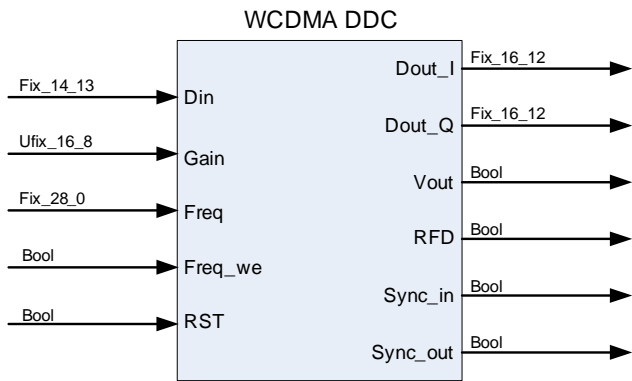 WCDMA DDC
Fix_14_13
Din
Ufix_16_8
Gain
Fix_28_0
Freq
Bool
Freq_we
Bool
RST
Dout_I
Fix_16_12
Dout_Q
Fix_16_12
Vout
Bool
RFD
Bool
Sync_in
Bool
Sync_out
Bool